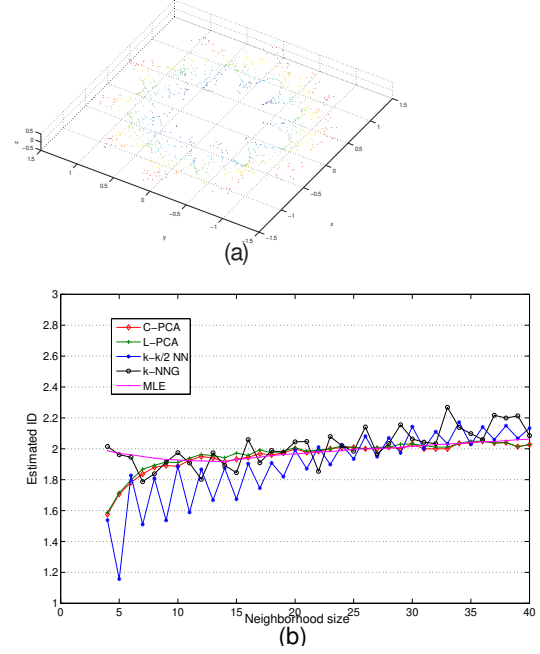 0.5
0
−0.5
z
1.5
1
0.5
0
−0.5
−1
−1.5
y
1.5
1
0.5
0
−0.5
−1
−1.5
x
(a)
3
2.8
2.6
2.4
2.2
2
1.8
1.6
1.4
1.2
1
Estimated ID
C−PCA
L−PCA
k−k/2 NN
k−NNG
MLE
0 5 10 15 20 25 30 35 40
Neighborhood size
(b)